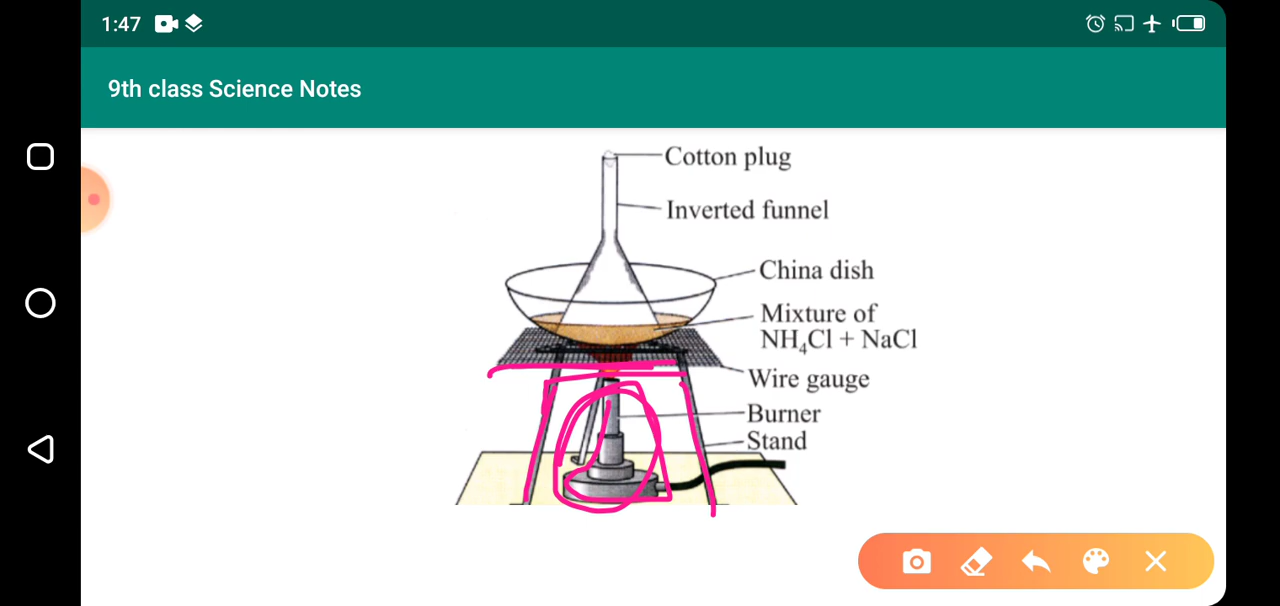 1:47
9th class Science Notes
Cotton plug
Inverted funnel
China dish
Mixture of
NH₄Cl + NaCl
Wire gauge
Burner
Stand